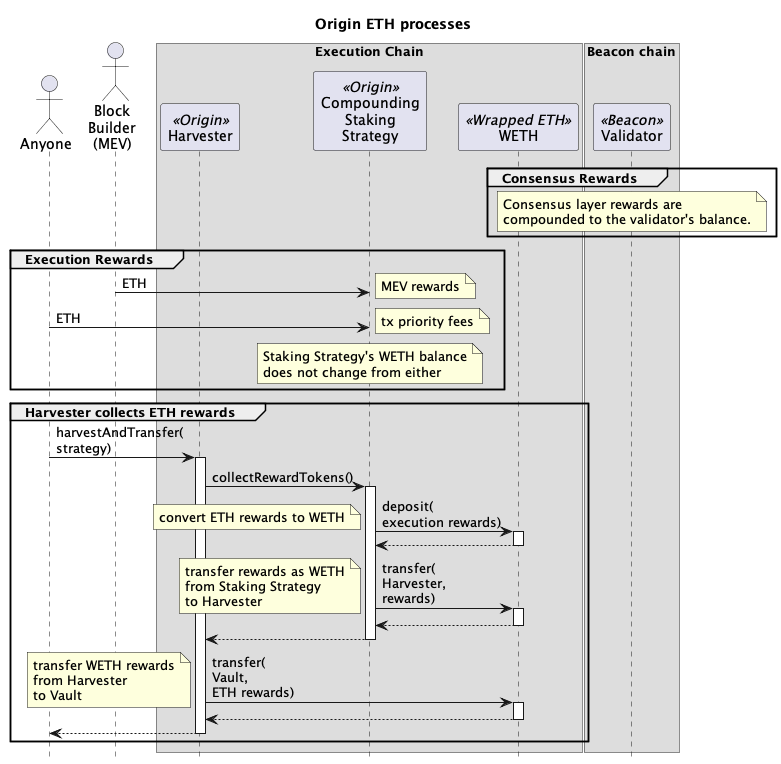 Origin ETH processes
Execution Chain
Beacon chain
Anyone
Block
Builder
(MEV)
«Origin»
Harvester
«Origin»
Compounding
Staking
Strategy
«Wrapped ETH»
WETH
«Beacon»
Validator
Consensus Rewards
Consensus layer rewards are
compounded to the validator's balance.
Execution Rewards
ETH
MEV rewards
ETH
tx priority fees
Staking Strategy's WETH balance
does not change from either
Harvester collects ETH rewards
harvestAndTransfer(
strategy)
collectRewardTokens()
convert ETH rewards to WETH
deposit(
execution rewards)
transfer rewards as WETH
from Staking Strategy
to Harvester
transfer(
Harvester,
rewards)
transfer WETH rewards
from Harvester
to Vault
transfer(
Vault,
ETH rewards)